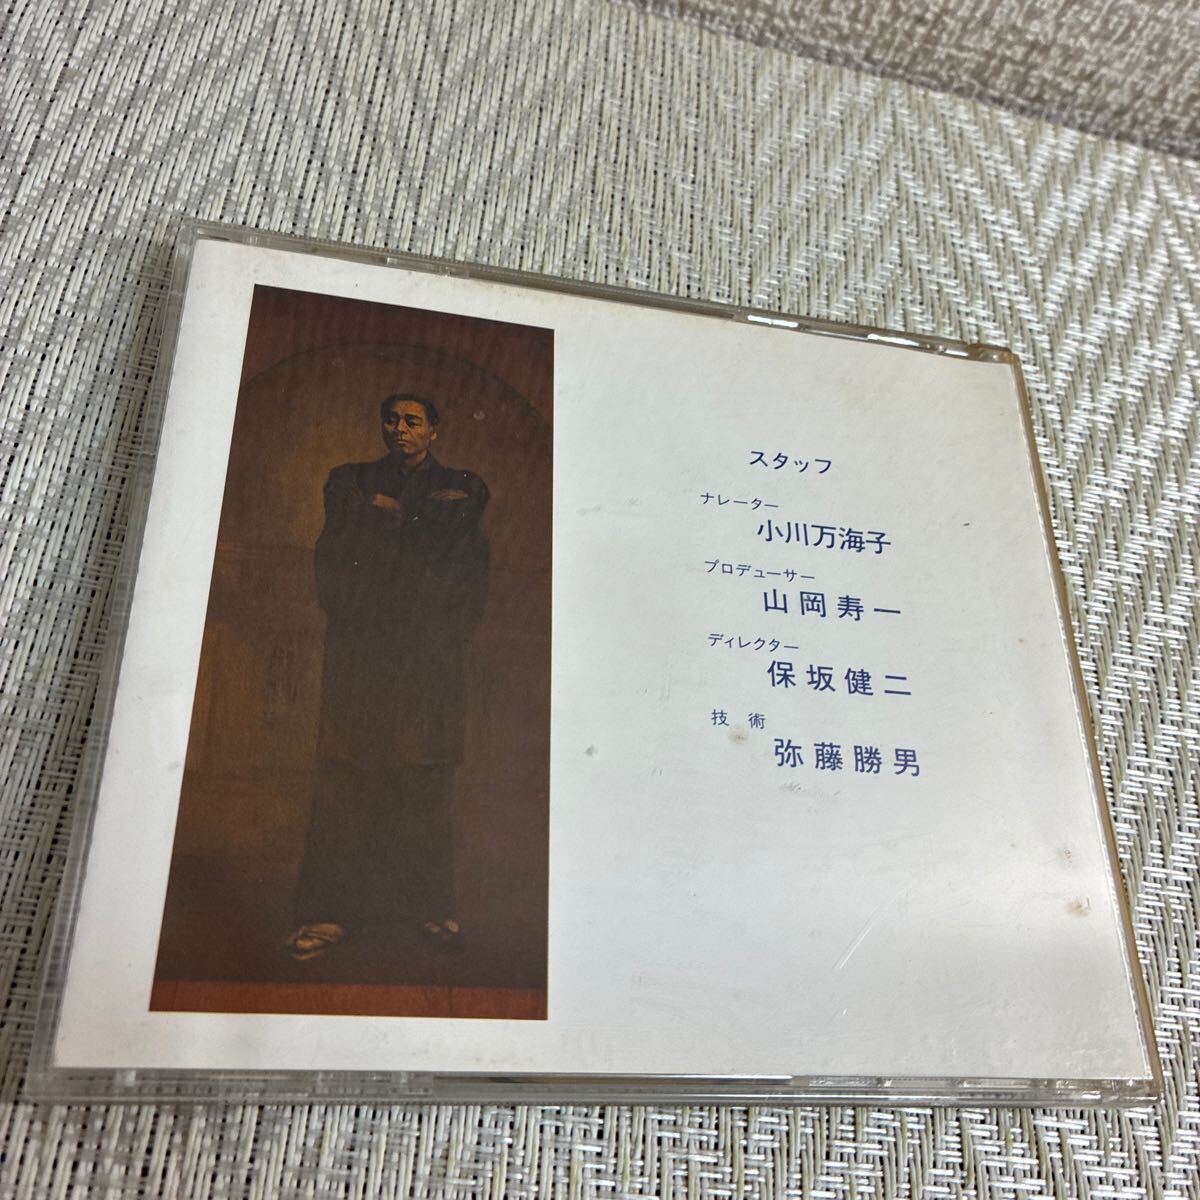 スタッフ
ナレーター
小川万海子
プロデューサー
山岡寿一
ディレクター
保坂健二
技術
弥藤勝男